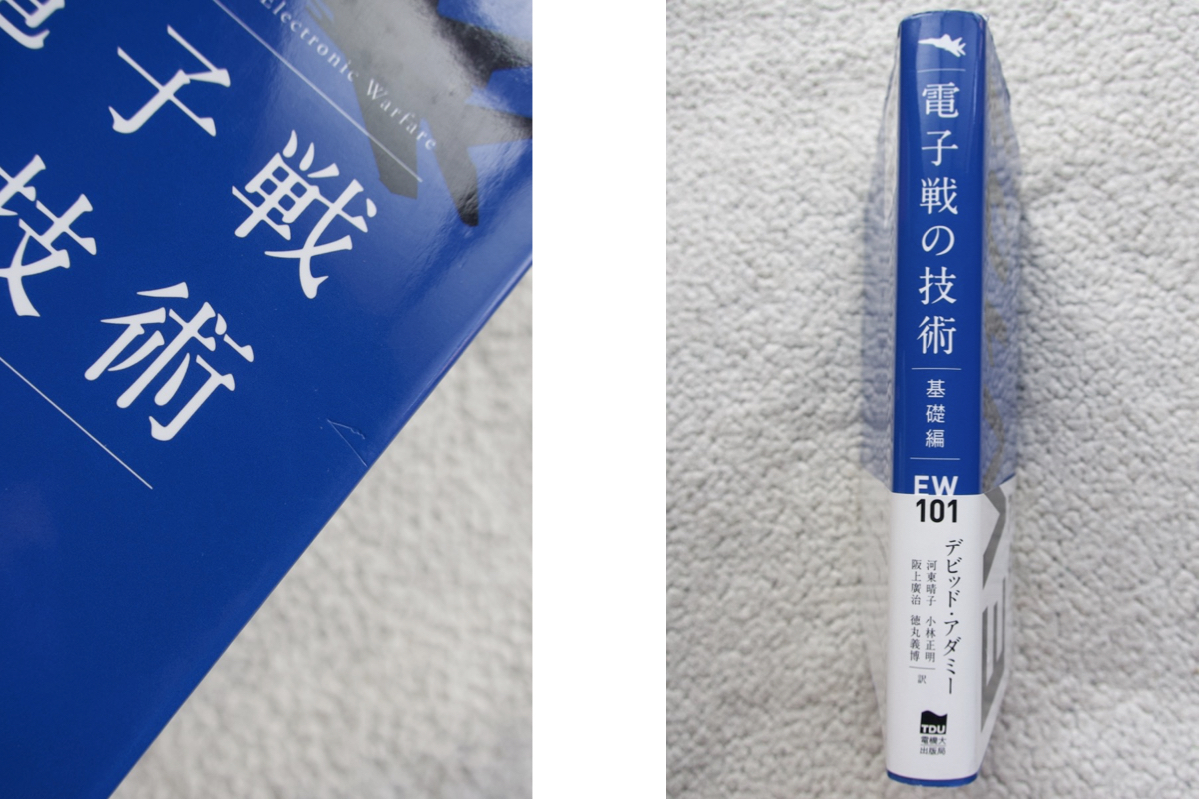 Electronic Warfare
電子戦
技術
電子戦の技術
基礎編
EW
101
デビッド・アダミー
河東晴子 小林正明
阪上廣治 徳丸義博
訳
TDU
電機大
出版局